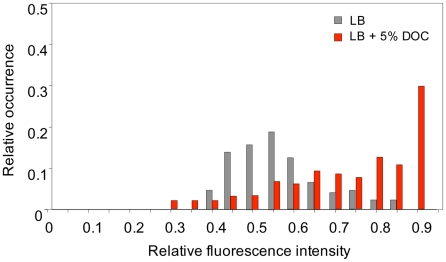 0.5
LB
LB + 5% DOC
0.4
0.3
0.2
0.1
0
Relative occurrence
0 0.1 0.2 0.3 0.4 0.5 0.6 0.7 0.8 0.9
Relative fluorescence intensity